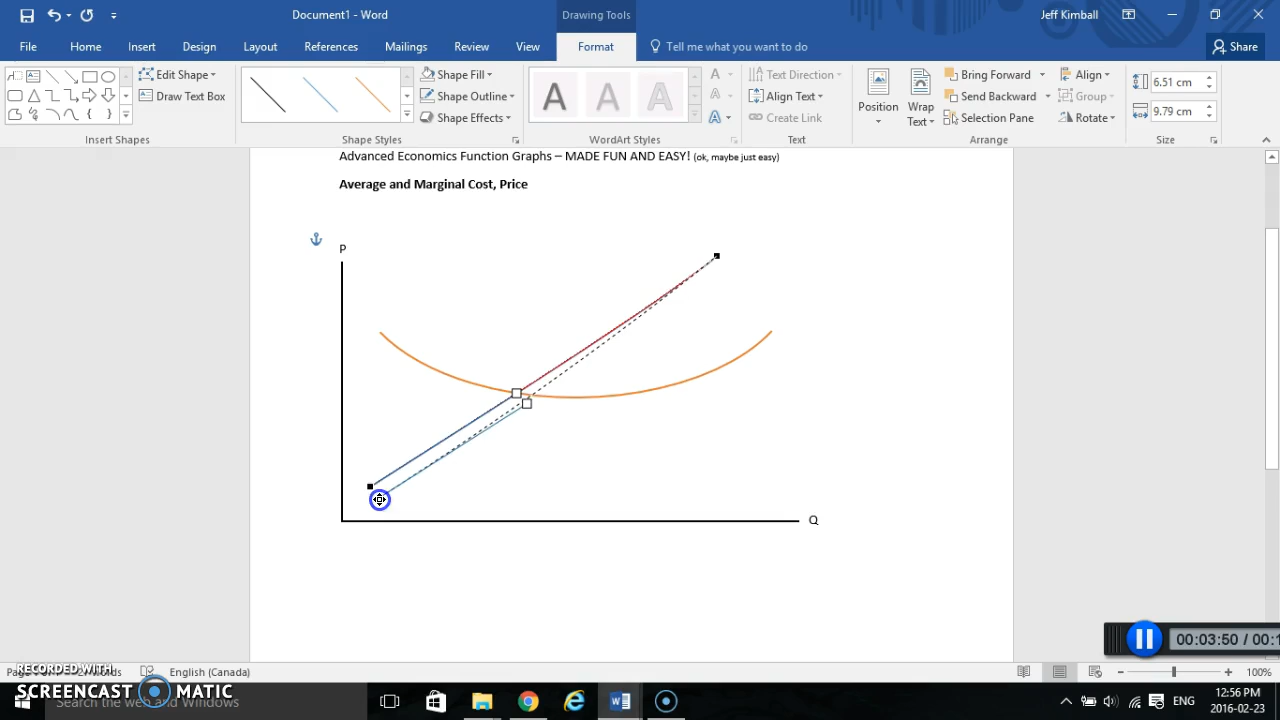 Document1 - Word
Drawing Tools
Jeff Kimball
File Home Insert Design Layout References Mailings Review View Format Tell me what you want to do Share
Edit Shape
Draw Text B
Insert Shapes
Shape Fill
Shape Outline
Shape Effects
Shape Styles
A A A
A
A
A
WordArt Styles
Text Direction
Align Text
Create Link
Text
Position
Wrap
Text
Bring Forward
Send Backward
Selection Pane
Align
Group
Rotate
Arrange
6.51 cm
9.79 cm
Size
Advanced Economics Function Graphs – MADE FUN AND EASY! (ok, maybe just easy)
Average and Marginal Cost, Price
P
Q
00:03:50 / 00:1
English (Canada)
100%
RECORDED WITH
SCREENCAST MATIC
Search the web and Windows
ENG
12:56 PM
2016-02-23